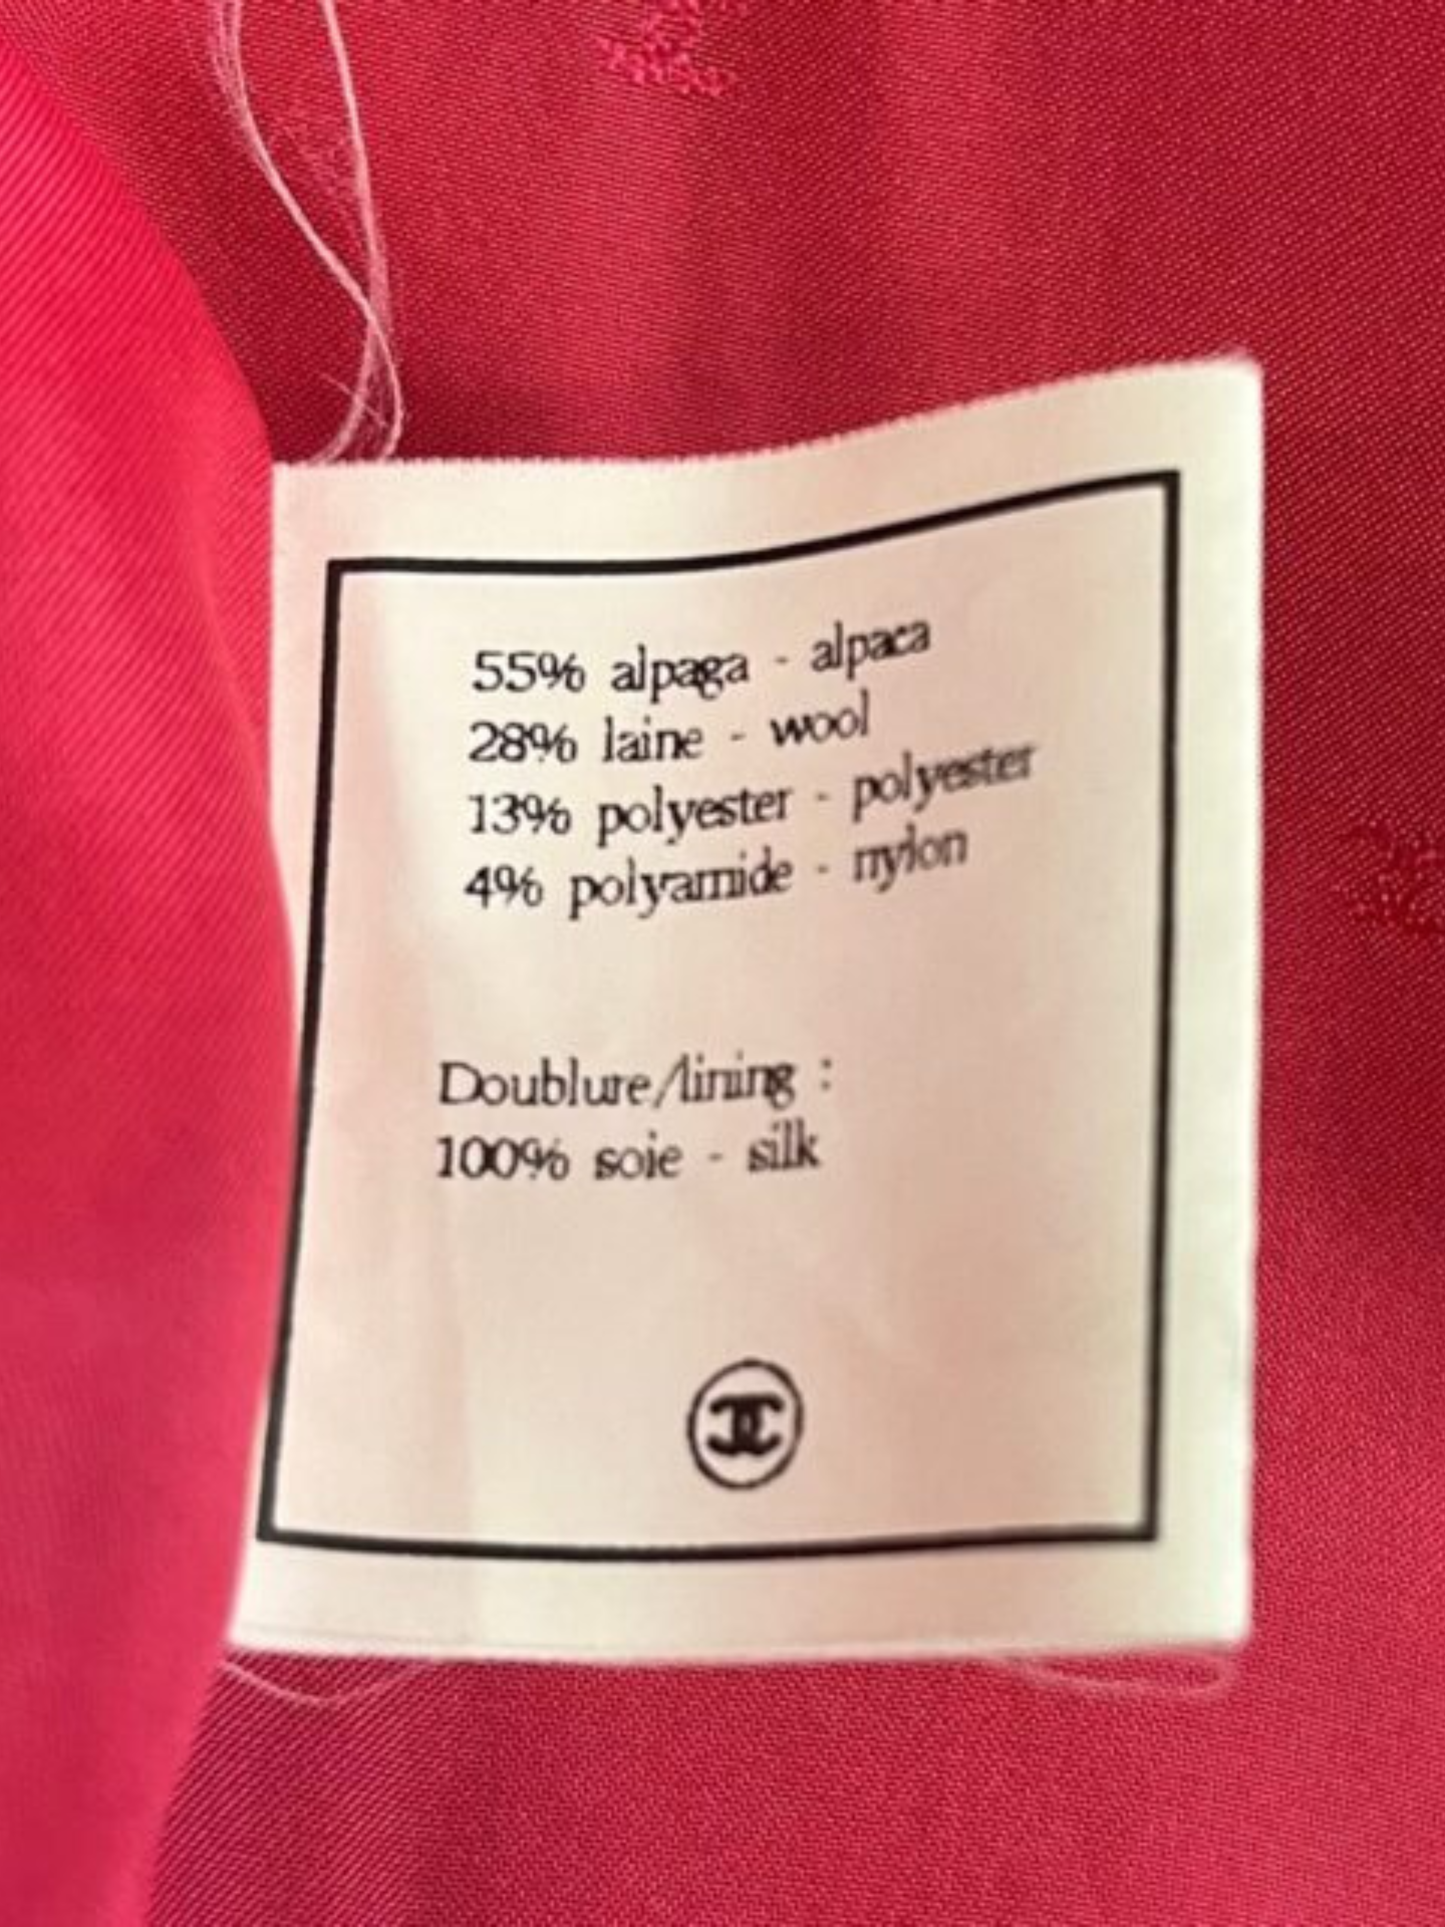 55% alpaga - alpaca
28% laine - wool
13% polyester - polyester
4% polyamide - nylon
Doublure/lining :
100% soie - silk